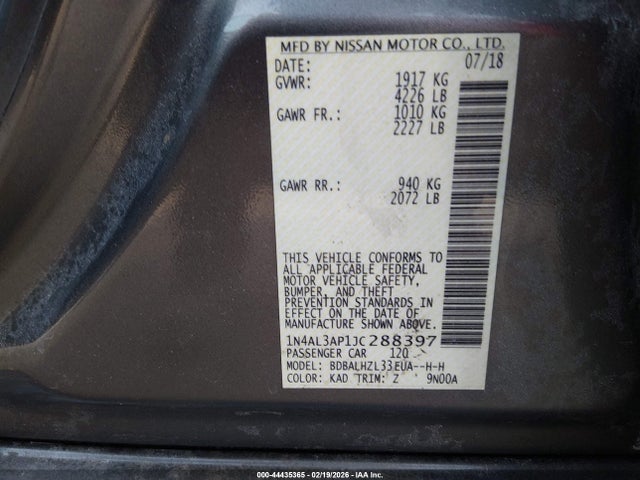 MFD BY NISSAN MOTOR CO., LTD.
DATE: 07/18
GVWR: 1917 KG
4226 LB
GAWR FR.: 1010 KG
2227 LB
GAWR RR.: 940 KG
2072 LB
THIS VEHICLE CONFORMS TO
ALL APPLICABLE FEDERAL
MOTOR VEHICLE SAFETY,
BUMPER, AND THEFT
PREVENTION STANDARDS IN
EFFECT ON THE DATE OF
MANUFACTURE SHOWN ABOVE.
1N4AL3AP1JC288397
PASSENGER CAR 120
MODEL: BDBALHZL33EUA--H-H
COLOR: KAD TRIM: Z 9N00A
000-44435365 - 02/19/2026 - IAA Inc.